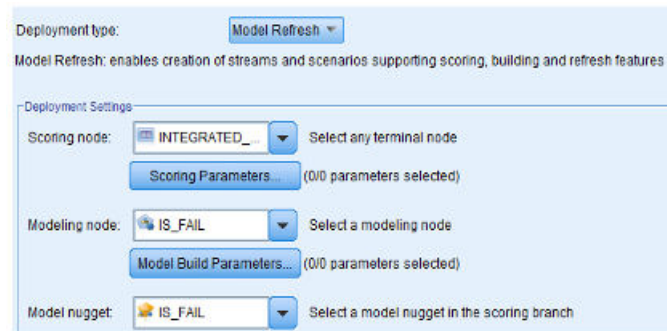 Deployment type: Model Refresh
Model Refresh: enables creation of streams and scenarios supporting scoring, building and refresh features
Deployment Settings
Scoring node: INTEGRATED_... Select any terminal node
Scoring Parameters... (0/0 parameters selected)
Modeling node: IS_FAIL Select a modeling node
Model Build Parameters... (0/0 parameters selected)
Model nugget: IS_FAIL Select a model nugget in the scoring branch